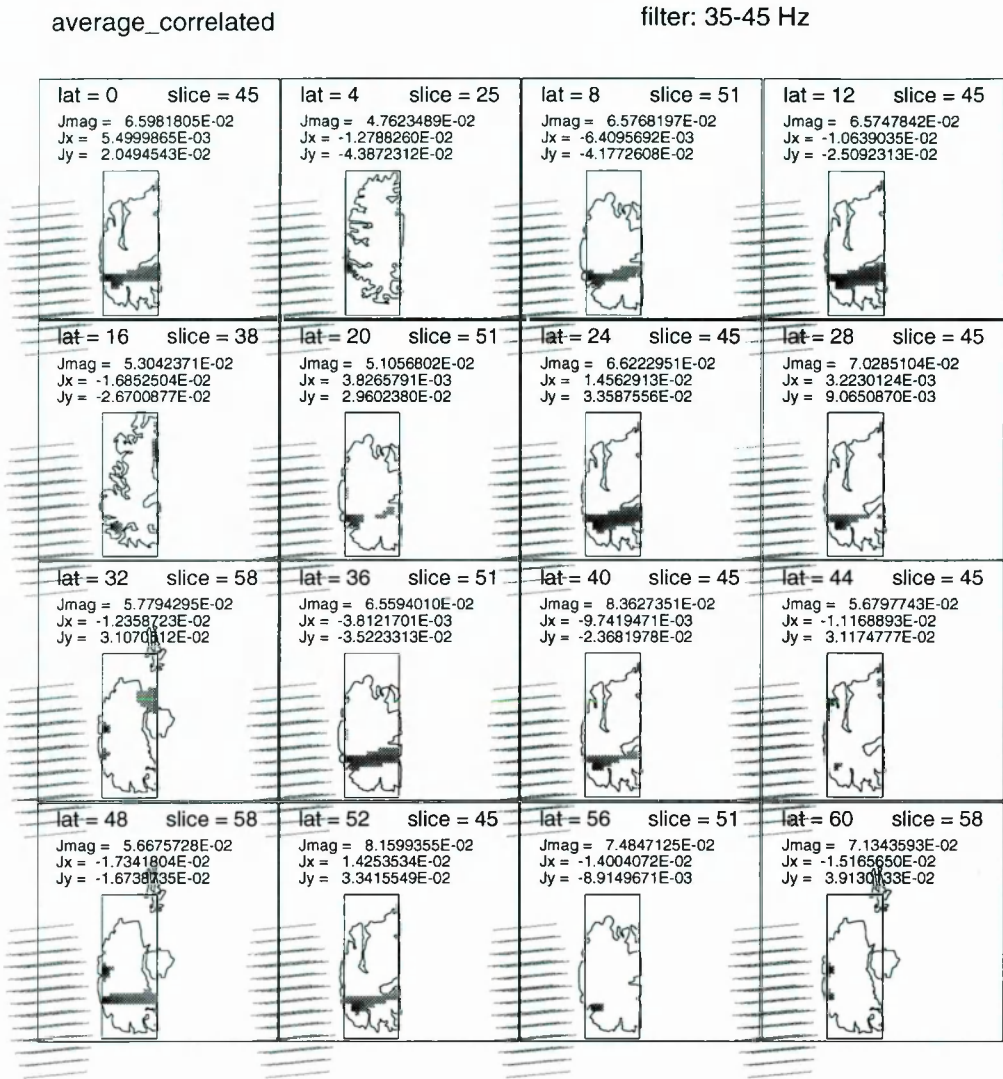 average_correlated
filter: 35-45 Hz
lat = 0 slice = 45
Jmag = 6.5981805E-02
Jx = 5.4999865E-03
Jy = 2.0494543E-02
lat = 4 slice = 25
Jmag = 4.7623489E-02
Jx = -1.2788260E-02
Jy = -4.3872312E-02
lat = 8 slice = 51
Jmag = 6.5768197E-02
Jx = -6.4095692E-03
Jy = -4.1772608E-02
lat = 12 slice = 45
Jmag = 6.5747842E-02
Jx = -1.0639035E-02
Jy = -2.5092313E-02
lat = 16 slice = 38
Jmag = 5.3042371E-02
Jx = -1.6852504E-02
Jy = -2.6700877E-02
lat = 20 slice = 51
Jmag = 5.1056802E-02
Jx = 3.8265791E-03
Jy = 2.9602380E-02
lat = 24 slice = 45
Jmag = 6.6222951E-02
Jx = 1.4562913E-02
Jy = 3.3587556E-02
lat = 28 slice = 45
Jmag = 7.0285104E-02
Jx = 3.2230124E-03
Jy = 9.0650870E-03
lat = 32 slice = 58
Jmag = 5.7794295E-02
Jx = -1.2358723E-02
Jy =
lat = 36 slice = 51
Jmag = 6.5594010E-02
Jx = -3.8121701E-03
Jy = -3.5223313E-02
lat = 40 slice = 45
Jmag = 8.3627351E-02
Jx = -9.7419471E-03
Jy = -2.3681978E-02
lat = 44 slice = 45
Jmag = 5.6797743E-02
Jx = -1.1168893E-02
Jy = 3.1174777E-02
lat = 48 slice = 58
Jmag = 5.6675728E-02
Jx = -1.7341804E-02
Jy =
lat = 52 slice = 45
Jmag = 8.1599355E-02
Jx = 1.4253534E-02
Jy = 3.3415549E-02
lat = 56 slice = 51
Jmag = 7.4847125E-02
Jx = -1.4004072E-02
Jy = -8.9149671E-03
lat = 60 slice = 58
Jmag = 7.1343593E-02
Jx = -1.5165650E-02
Jy =